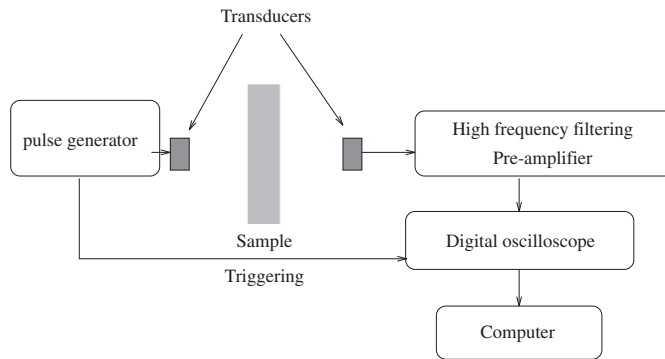 Transducers
pulse generator
High frequency filtering
Pre-amplifier
Sample
Digital oscilloscope
Triggering
Computer